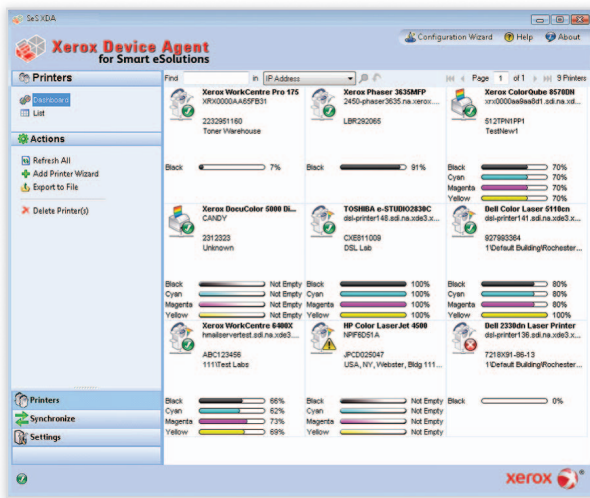 SeS XDA
Xerox Device Agent
for Smart eSolutions
Configuration Wizard Help About
Printers
Dashboard
List
Actions
Refresh All
Add Printer Wizard
Export to File
Delete Printer(s)
Printers
Synchronize
Settings
Find in IP Address Page 1 of 1 9 Printers
Xerox WorkCentre Pro 175
XRX0000AA65FB31
2232951160
Toner Warehouse
Black 7%
Xerox Phaser 3635MFP
2450-phaser3635.na.xerox....
LBR292065
Black 91%
Xerox ColorQube 8570DN
xrx0000aa9aa8d1.sdi.na.xd...
512TPN1PP1
TestNew1
Black 70%
Cyan 70%
Magenta 70%
Yellow 70%
Xerox DocuColor 5000 Di...
CANDY
2312323
Unknown
Black Not Empty
Cyan Not Empty
Magenta Not Empty
Yellow Not Empty
TOSHIBA e-STUDIO2830C
dsl-printer148.sdi.na.xde3.x...
CXE811009
DSL Lab
Black 100%
Cyan 100%
Magenta 100%
Yellow 100%
Dell Color Laser 5110cn
dsl-printer141.sdi.na.xde3.x...
927993364
1'Default Building\Rochester...
Black 80%
Cyan 80%
Magenta 80%
Yellow 100%
Xerox WorkCentre 6400X
hmailservertest.sdi.na.xde3....
ABC123456
111\Test Labs
Black 66%
Cyan 62%
Magenta 73%
Yellow 69%
HP Color LaserJet 4500
NPIF6D51A
JPCD025047
USA, NY, Webster, Bldg 111...
Black Not Empty
Cyan Not Empty
Magenta Not Empty
Yellow Not Empty
Dell 2330dn Laser Printer
dsl-printer136.sdi.na.xde3.x...
7218X91-86-13
1'Default Building\Rochester...
Black 0%
xerox